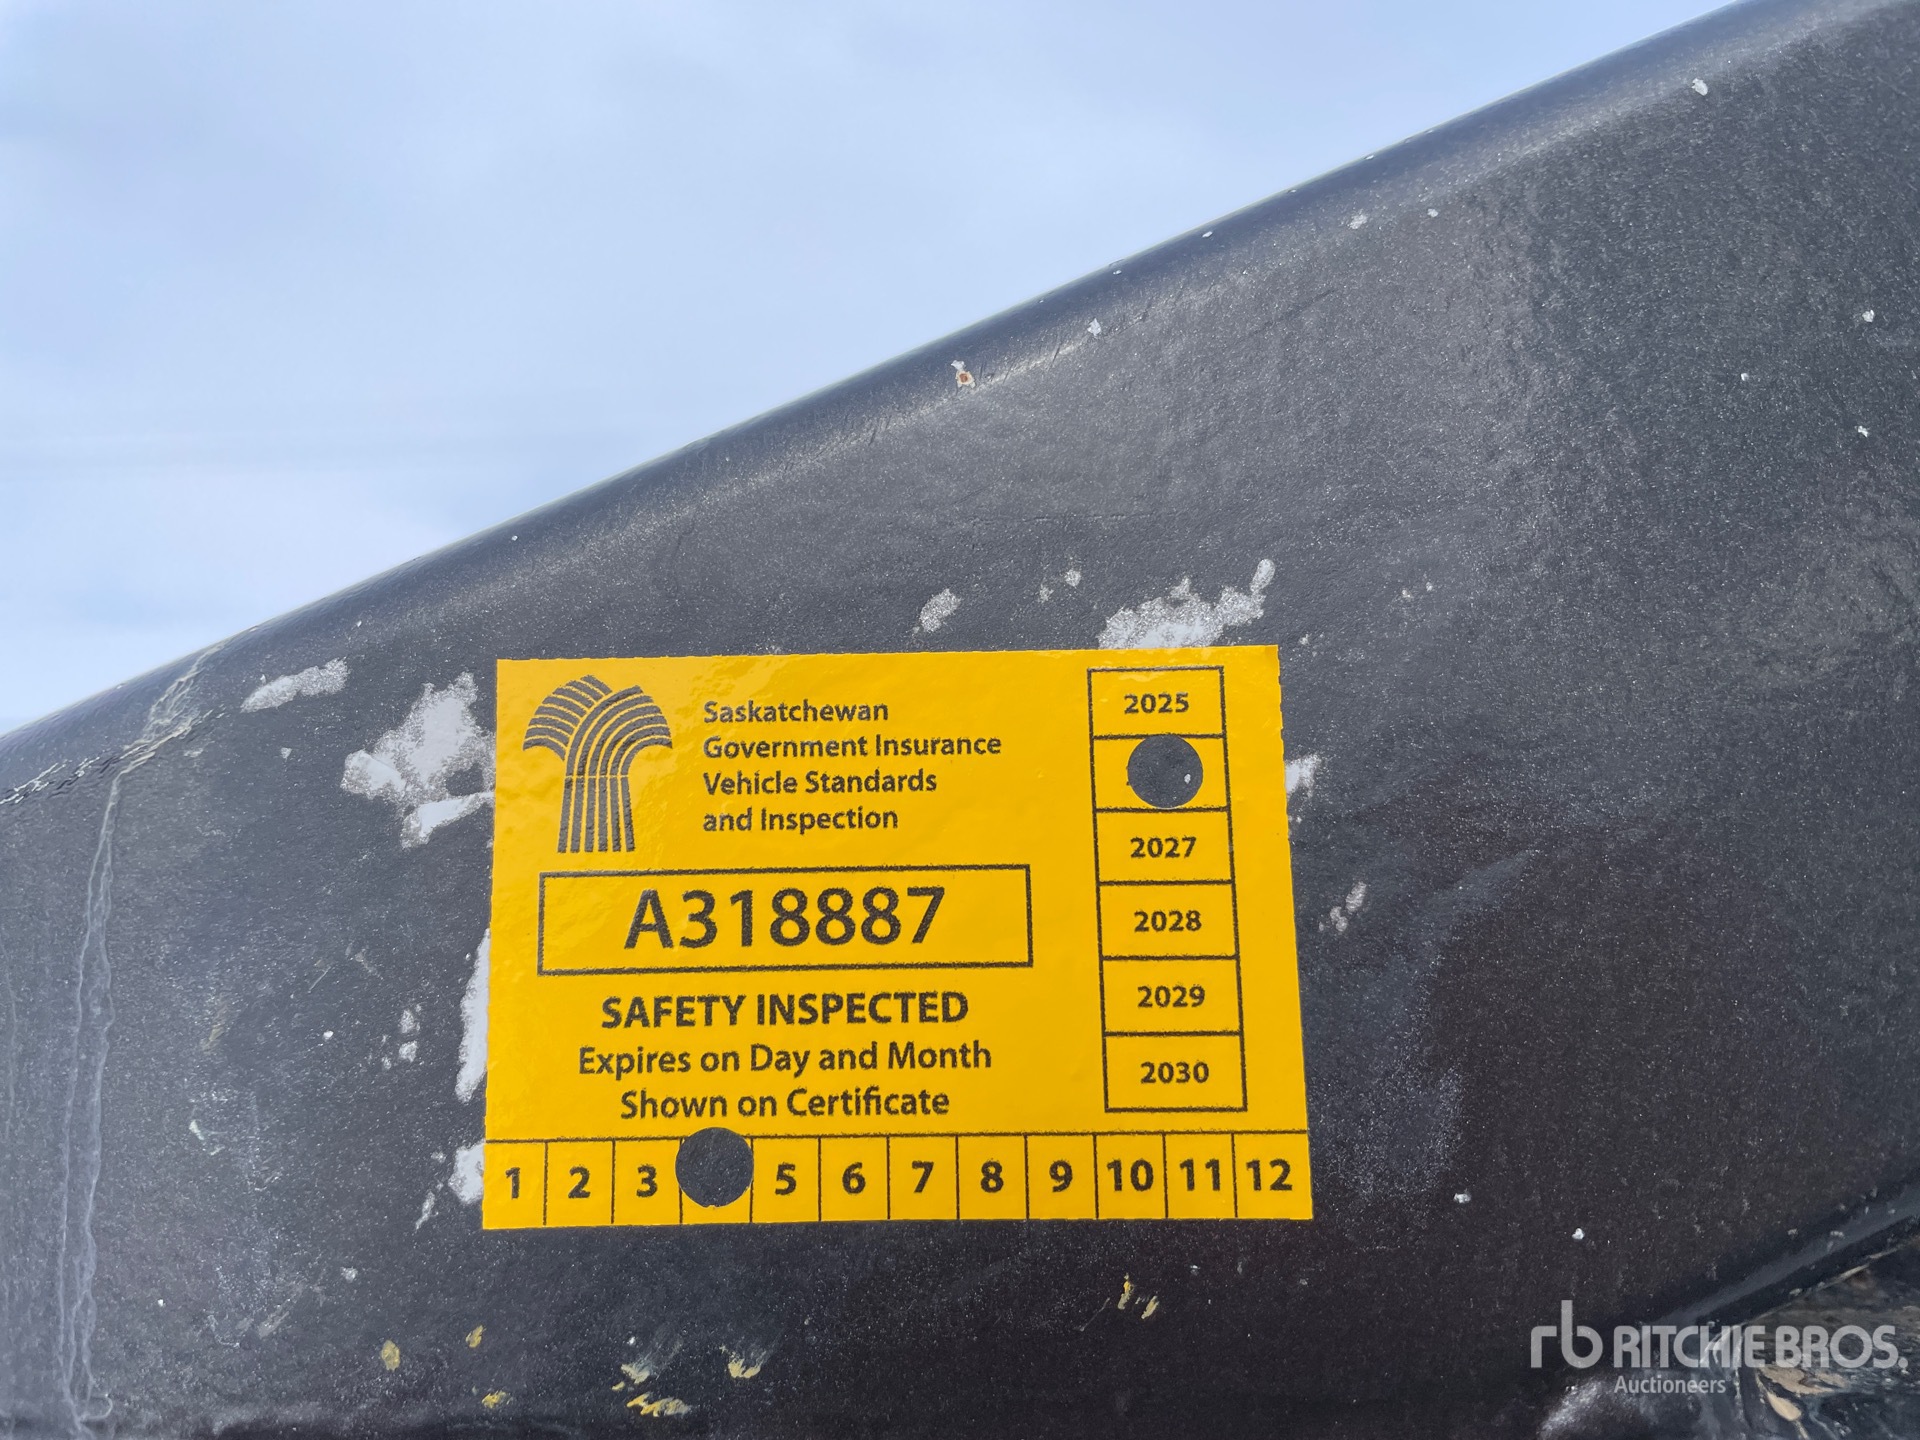 Saskatchewan
Government Insurance
Vehicle Standards
and Inspection
A318887
SAFETY INSPECTED
Expires on Day and Month
Shown on Certificate
2025
2027
2028
2029
2030
1 2 3 5 6 7 8 9 10 11 12
rb RITCHIE BROS.
Auctioneers